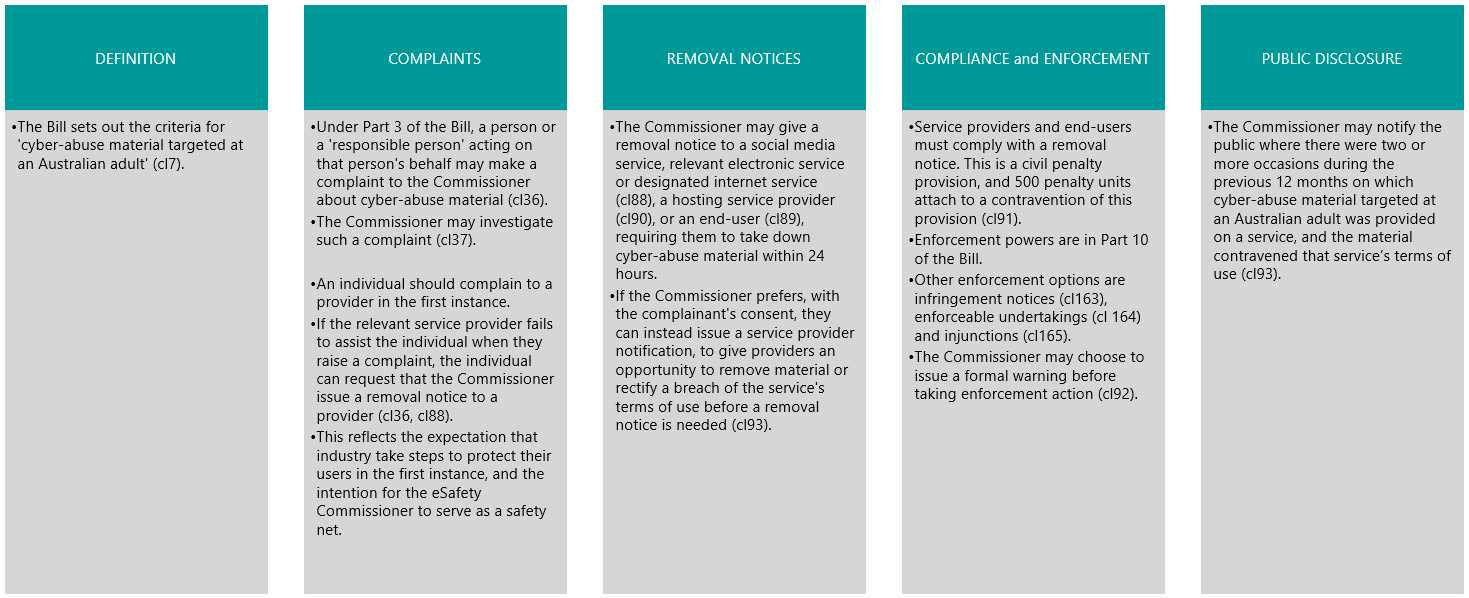 DEFINITION
•The Bill sets out the criteria for
'cyber-abuse material targeted at
an Australian adult' (cl7).
COMPLAINTS
•Under Part 3 of the Bill, a person or
a 'responsible person' acting on
that person's behalf may make a
complaint to the Commissioner
about cyber-abuse material (cl36).
•The Commissioner may investigate
such a complaint (cl37).
•An individual should complain to a
provider in the first instance.
•If the relevant service provider fails
to assist the individual when they
raise a complaint, the individual
can request that the Commissioner
issue a removal notice to a
provider (cl36, cl88).
•This reflects the expectation that
industry take steps to protect their
users in the first instance, and the
intention for the eSafety
Commissioner to serve as a safety
net.
REMOVAL NOTICES
•The Commissioner may give a
removal notice to a social media
service, relevant electronic service
or designated internet service
(cl88), a hosting service provider
(cl90), or an end-user (cl89),
requiring them to take down
cyber-abuse material within 24
hours.
•If the Commissioner prefers, with
the complainant's consent, they
can instead issue a service provider
notification, to give providers an
opportunity to remove material or
rectify a breach of the service's
terms of use before a removal
notice is needed (cl93).
COMPLIANCE and ENFORCEMENT
•Service providers and end-users
must comply with a removal
notice. This is a civil penalty
provision, and 500 penalty units
attach to a contravention of this
provision (cl91).
•Enforcement powers are in Part 10
of the Bill.
•Other enforcement options are
infringement notices (cl163),
enforceable undertakings (cl 164)
and injunctions (cl165).
•The Commissioner may choose to
issue a formal warning before
taking enforcement action (cl92).
PUBLIC DISCLOSURE
•The Commissioner may notify the
public where there were two or
more occasions during the
previous 12 months on which
cyber-abuse material targeted at
an Australian adult was provided
on a service, and the material
contravened that service's terms of
use (cl93).